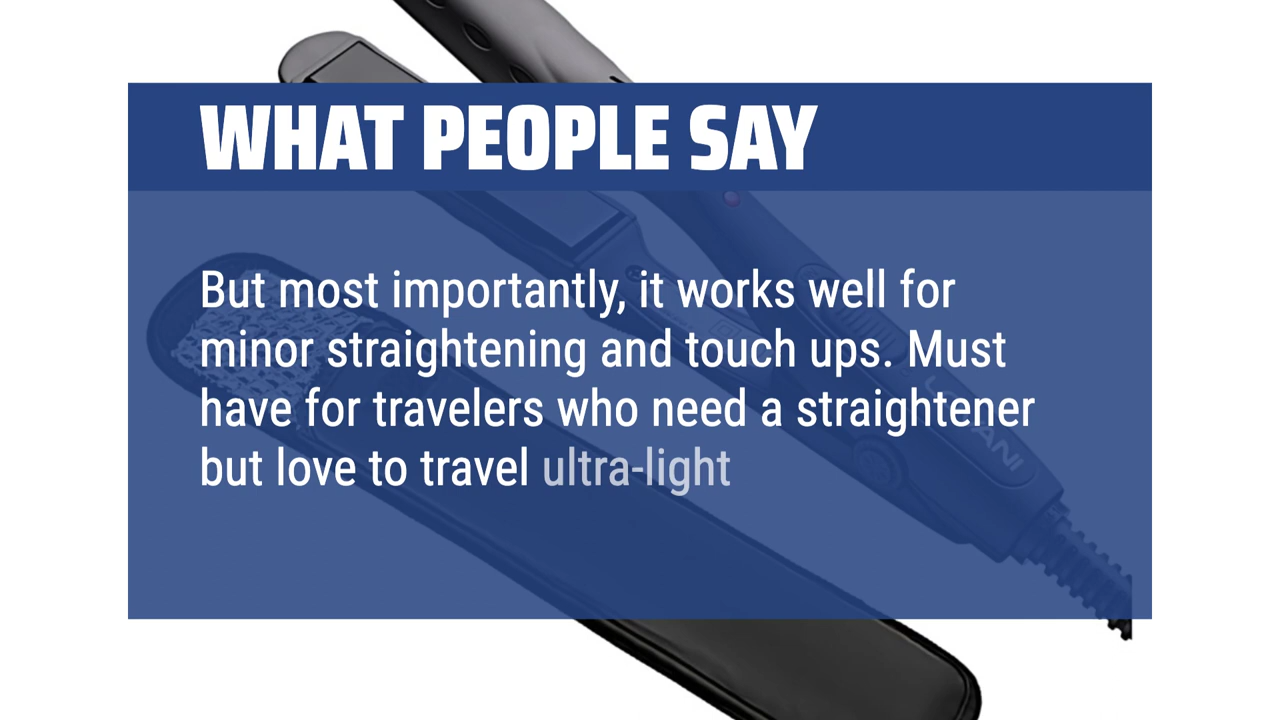 WHAT PEOPLE SAY
But most importantly, it works well for
minor straightening and touch ups. Must
have for travelers who need a straightener
but love to travel ultra-light